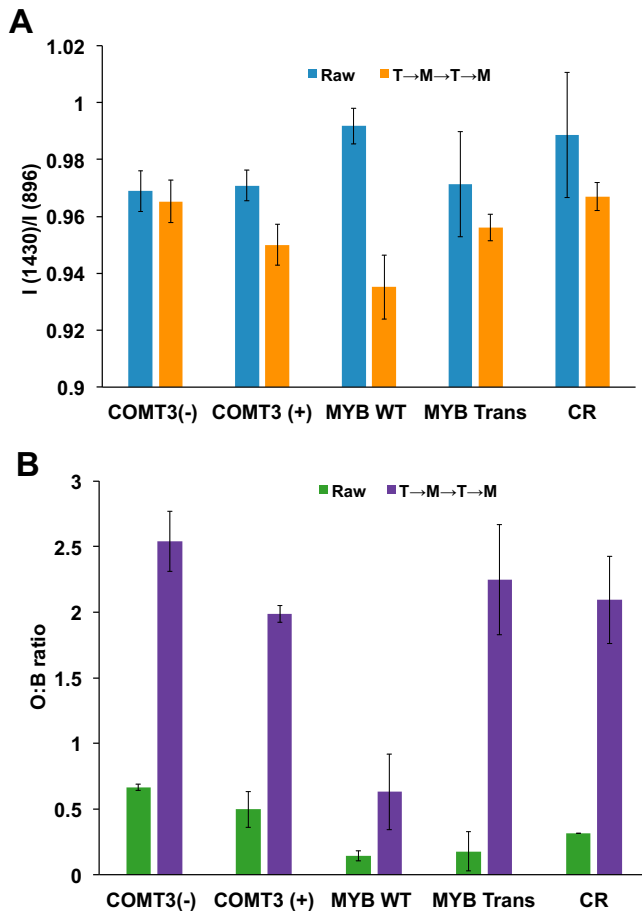 A
1.02
Raw T→M→T→M
1
0.98
I (1430)/I (896)
0.96
0.94
0.92
0.9
COMT3(-) COMT3 (+) MYB WT MYB Trans CR
B
3
Raw T→M→T→M
2.5
2
O:B ratio
1.5
1
0.5
0
COMT3(-) COMT3 (+) MYB WT MYB Trans CR